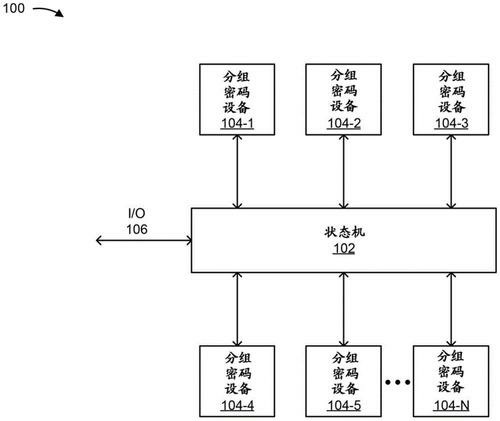 100
分组
密码
设备
104-1
分组
密码
设备
104-2
分组
密码
设备
104-3
I/O
106
状态机
102
分组
密码
设备
104-4
分组
密码
设备
104-5
分组
密码
设备
104-N